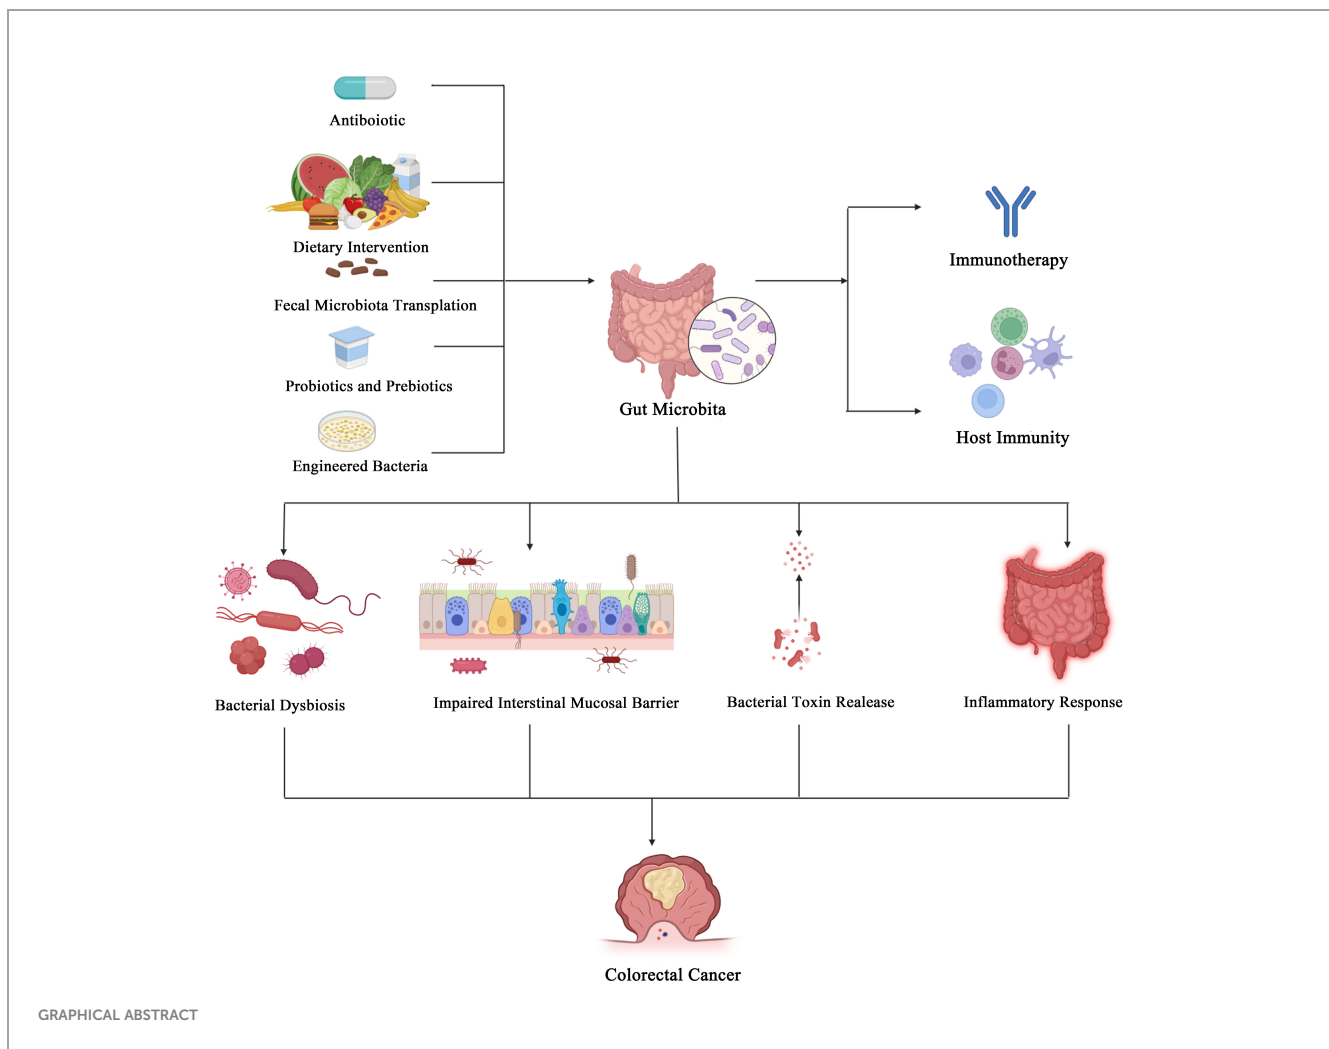 Antiboiotic
Dietary Intervention
Fecal Microbiota Transplation
Probiotics and Prebiotics
Engineered Bacteria
Gut Microbita
Immunotherapy
Host Immunity
Bacterial Dysbiosis
Impaired Interstinal Mucosal Barrier
Bacterial Toxin Realease
Inflammatory Response
Colorectal Cancer
GRAPHICAL ABSTRACT